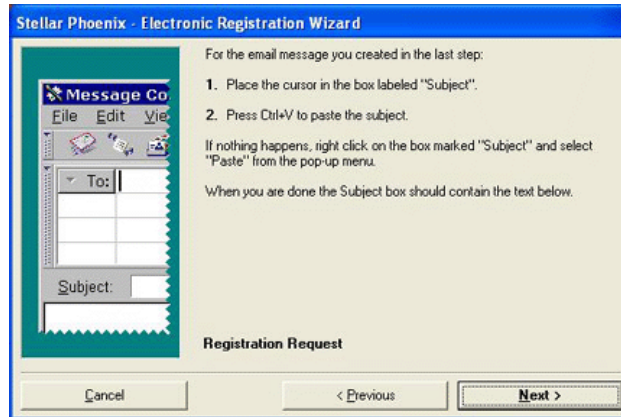 Stellar Phoenix - Electronic Registration Wizard
For the email message you created in the last step:
1. Place the cursor in the box labeled "Subject".
2. Press Ctrl+V to paste the subject.
If nothing happens, right click on the box marked "Subject" and select
"Paste" from the pop-up menu.
When you are done the Subject box should contain the text below.
Message Co
File Edit Vie
To:
Subject:
Registration Request
Cancel
< Previous
Next >